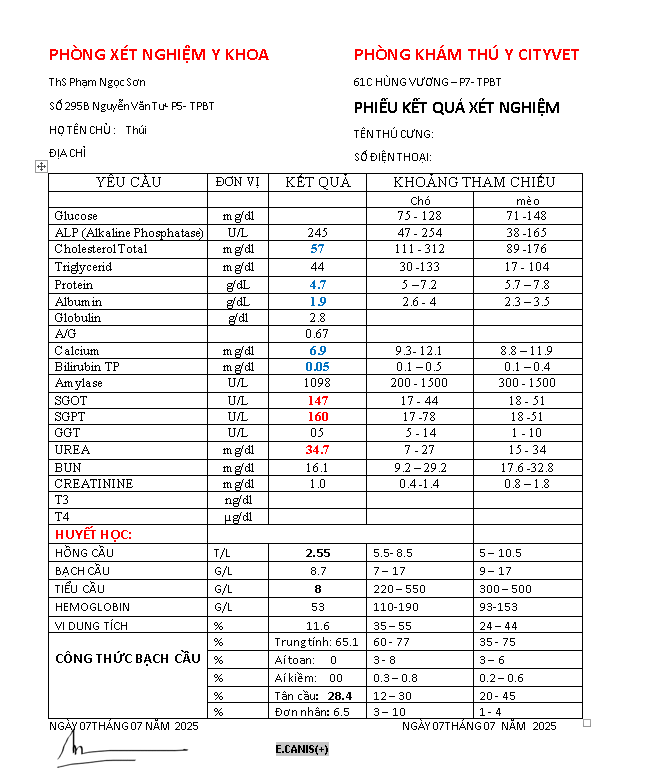 PHÒNG XÉT NGHIỆM Y KHOA PHÒNG KHÁM THÚ Y CITYVET
ThS Phạm Ngọc Sơn 61C HÙNG VƯƠNG – P7- TPBT
SỐ 295B Nguyễn Văn Tư- P5- TPBT PHIẾU KẾT QUẢ XÉT NGHIỆM
HỌ TÊN CHỦ : Thúi TÊN THÚ CƯNG:
ĐỊA CHỈ SỐ ĐIỆN THOẠI:
YÊU CẦU ĐƠN VỊ KẾT QUẢ KHOẢNG THAM CHIẾU
Chó mèo
Glucose mg/dl 75 - 128 71 -148
ALP (Alkaline Phosphatase) U/L 245 47 - 254 38 -165
Cholesterol Total mg/dl 57 111 - 312 89 -176
Triglycerid mg/dl 44 30 -133 17 - 104
Protein g/dL 4.7 5 –7.2 5.7 – 7.8
Albumin g/dL 1.9 2.6 - 4 2.3 – 3.5
Globulin g/dl 2.8
A/G 0.67
Calcium mg/dl 6.9 9.3- 12.1 8.8 – 11.9
Bilirubin TP mg/dl 0.05 0.1 – 0.5 0.1 – 0.4
Amylase U/L 1098 200 - 1500 300 - 1500
SGOT U/L 147 17 - 44 18 - 51
SGPT U/L 160 17 -78 18 -51
GGT U/L 05 5 - 14 1 - 10
UREA mg/dl 34.7 7 - 27 15 - 34
BUN mg/dl 16.1 9.2 – 29.2 17.6 -32.8
CREATININE mg/dl 1.0 0.4 -1.4 0.8 – 1.8
T3 ng/dl
T4 µg/dl
HUYẾT HỌC:
HỒNG CẦU T/L 2.55 5.5- 8.5 5 – 10.5
BẠCH CẦU G/L 8.7 7 – 17 9 – 17
TIỂU CẦU G/L 8 220 – 550 300 – 500
HEMOGLOBIN G/L 53 110-190 93-153
VI DUNG TÍCH % 11.6 35 – 55 24 – 44
CÔNG THỨC BẠCH CẦU % Trung tính: 65.1 60 - 77 35 - 75
% Ái toan: 0 3 - 8 3 – 6
% Ái kiềm: 00 0.3 – 0.8 0.2 – 0.6
% Tân cầu: 28.4 12 – 30 20 - 45
% Đơn nhân: 6.5 3 – 10 1 - 4
NGÀY 07THÁNG 07 NĂM 2025 NGÀY 07THÁNG 07 NĂM 2025
E.CANIS(+)